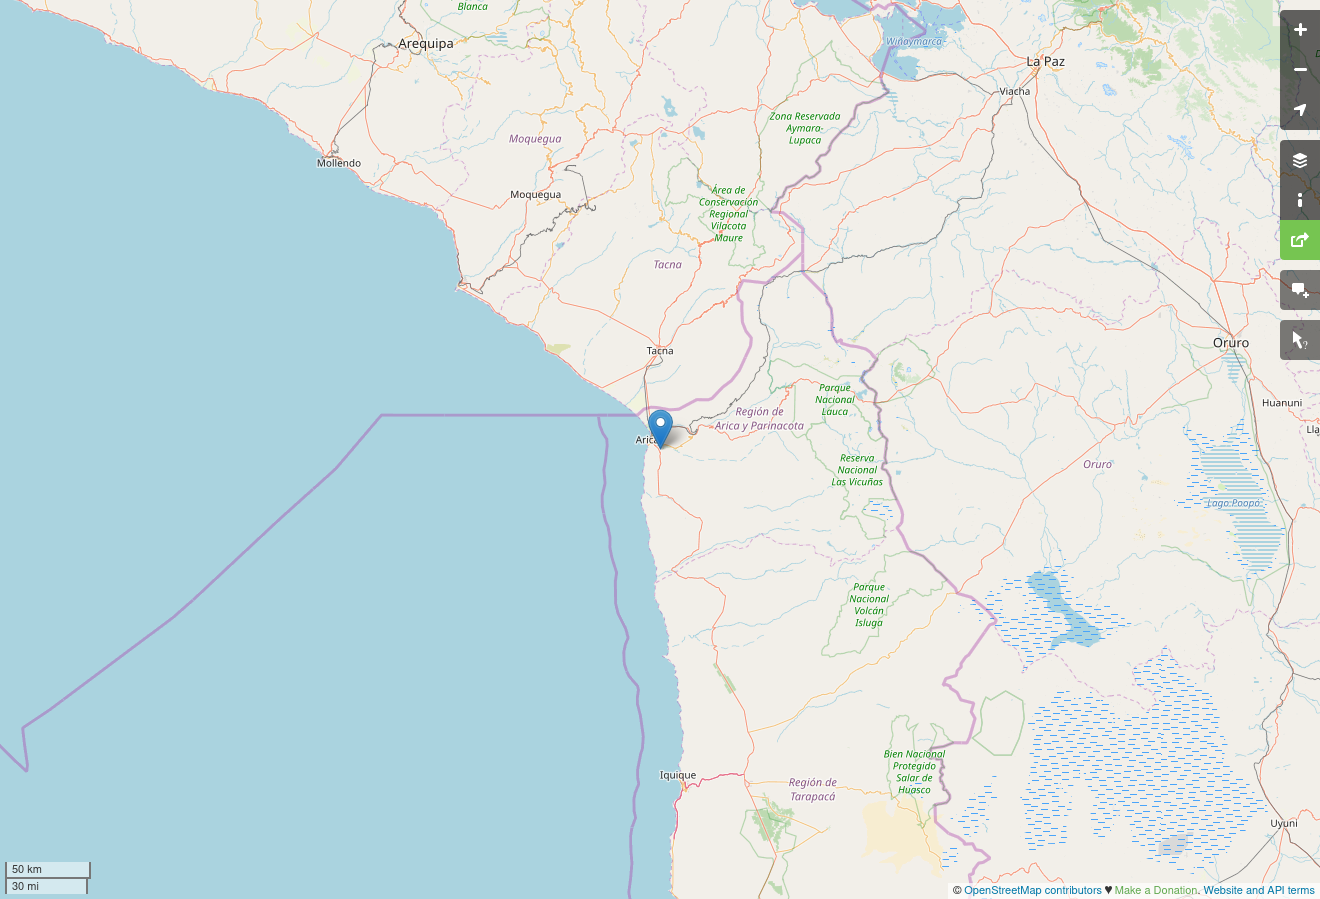 Blanca
Arequipa
Wiñaymarca
La Paz
Viacha
Zona Reservada
Aymara-
Lupaca
Moquegua
Mollendo
Moquegua
Área de
Conservación
Regional
Vilacota
Maure
Tacna
Oruro
Tacna
Parque
Nacional
Lauca
Huanuni
Región de
Arica y Parinacota
Arica
Lla
Reserva
Nacional
Las Vicuñas
Oruro
Lago Poopó
Parque
Nacional
Volcán
Isluga
Bien Nacional
Protegido
Salar de
Huasco
Iquique
Región de
Tarapacá
Uyuni
50 km
30 mi
© OpenStreetMap contributors ♥ Make a Donation. Website and API terms